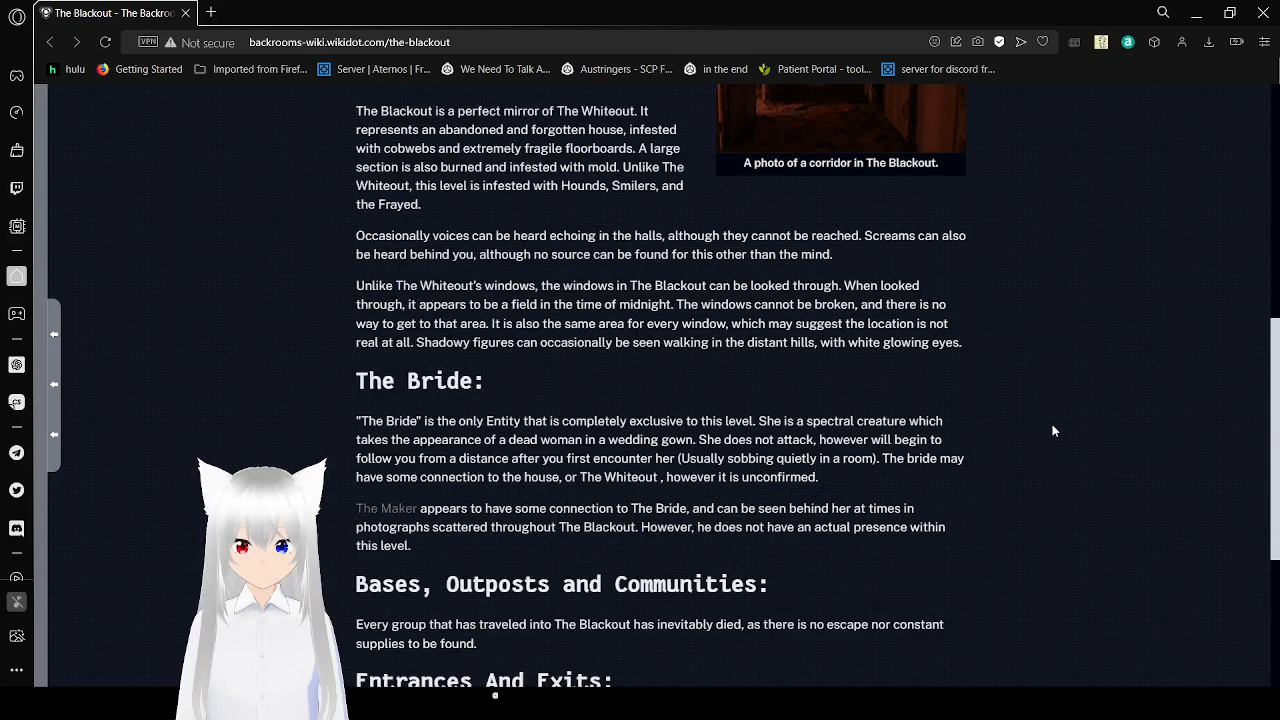 The Blackout - The Backroo
VPN
Not secure
backrooms-wiki.wikidot.com/the-blackout
hulu
Getting Started
Imported from Firef...
Server | Aternos | Fr...
We Need To Talk A...
Austringers - SCP F...
in the end
Patient Portal - tool...
server for discord fr...
The Blackout is a perfect mirror of The Whiteout. It
represents an abandoned and forgotten house, infested
with cobwebs and extremely fragile floorboards. A large
section is also burned and infested with mold. Unlike The
Whiteout, this level is infested with Hounds, Smilers, and
the Frayed.
A photo of a corridor in The Blackout.
Occasionally voices can be heard echoing in the halls, although they cannot be reached. Screams can also
be heard behind you, although no source can be found for this other than the mind.
Unlike The Whiteout's windows, the windows in The Blackout can be looked through. When looked
through, it appears to be a field in the time of midnight. The windows cannot be broken, and there is no
way to get to that area. It is also the same area for every window, which may suggest the location is not
real at all. Shadowy figures can occasionally be seen walking in the distant hills, with white glowing eyes.
The Bride:
"The Bride" is the only Entity that is completely exclusive to this level. She is a spectral creature which
takes the appearance of a dead woman in a wedding gown. She does not attack, however will begin to
follow you from a distance after you first encounter her (Usually sobbing quietly in a room). The bride may
have some connection to the house, or The Whiteout , however it is unconfirmed.
The Maker appears to have some connection to The Bride, and can be seen behind her at times in
photographs scattered throughout The Blackout. However, he does not have an actual presence within
this level.
Bases, Outposts and Communities:
Every group that has traveled into The Blackout has inevitably died, as there is no escape nor constant
supplies to be found.
Entrances And Exits: